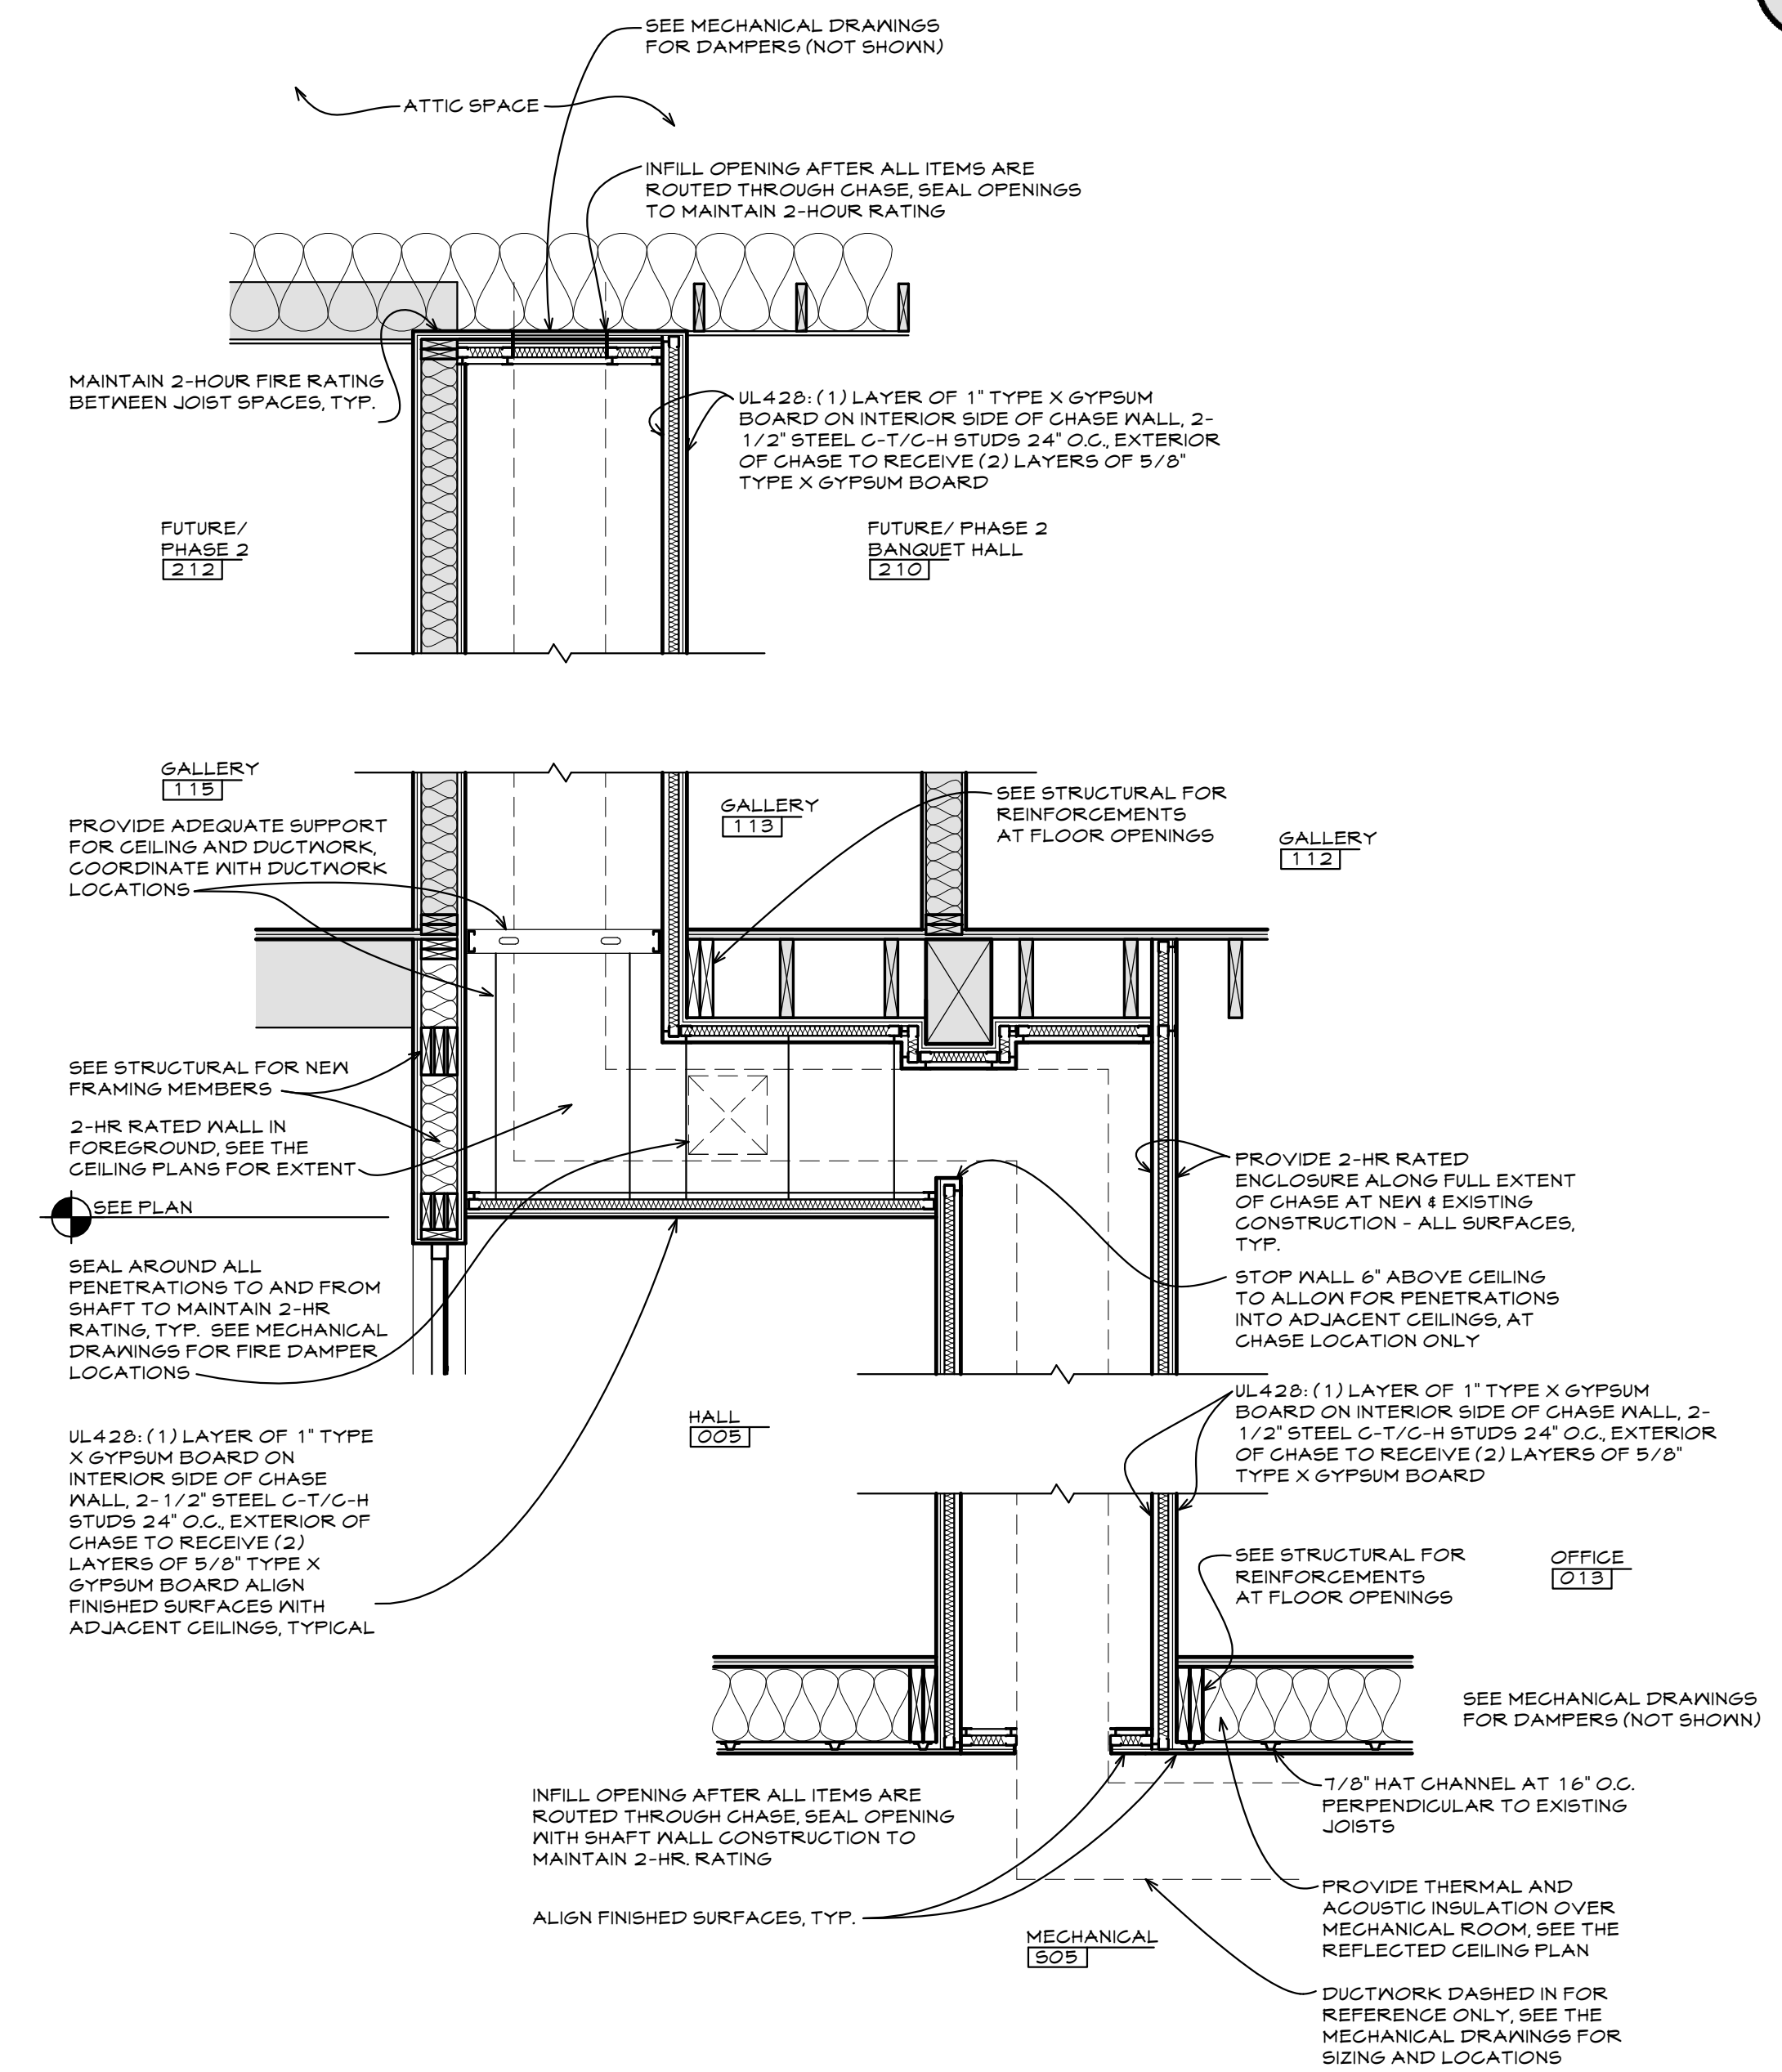 SEE MECHANICAL DRAWINGS
FOR DAMPERS (NOT SHOWN)
ATTIC SPACE
INFILL OPENING AFTER ALL ITEMS ARE
ROUTED THROUGH CHASE, SEAL OPENINGS
TO MAINTAIN 2-HOUR RATING
MAINTAIN 2-HOUR FIRE RATING
BETWEEN JOIST SPACES, TYP.
UL428: (1) LAYER OF 1" TYPE X GYPSUM
BOARD ON INTERIOR SIDE OF CHASE WALL, 2-
1/2" STEEL C-T/C-H STUDS 24" O.C., EXTERIOR
OF CHASE TO RECEIVE (2) LAYERS OF 5/8"
TYPE X GYPSUM BOARD
FUTURE/
PHASE 2
212
FUTURE/ PHASE 2
BANQUET HALL
210
GALLERY
115
GALLERY
113
SEE STRUCTURAL FOR
REINFORCEMENTS
AT FLOOR OPENINGS
GALLERY
112
PROVIDE ADEQUATE SUPPORT
FOR CEILING AND DUCTWORK,
COORDINATE WITH DUCTWORK
LOCATIONS
SEE STRUCTURAL FOR NEW
FRAMING MEMBERS
2-HR RATED WALL IN
FOREGROUND, SEE THE
CEILING PLANS FOR EXTENT
SEE PLAN
SEAL AROUND ALL
PENETRATIONS TO AND FROM
SHAFT TO MAINTAIN 2-HR
RATING, TYP. SEE MECHANICAL
DRAWINGS FOR FIRE DAMPER
LOCATIONS
PROVIDE 2-HR RATED
ENCLOSURE ALONG FULL EXTENT
OF CHASE AT NEW & EXISTING
CONSTRUCTION - ALL SURFACES,
TYP.
STOP WALL 6" ABOVE CEILING
TO ALLOW FOR PENETRATIONS
INTO ADJACENT CEILINGS, AT
CHASE LOCATION ONLY
UL428: (1) LAYER OF 1" TYPE X GYPSUM
BOARD ON INTERIOR SIDE OF CHASE WALL, 2-
1/2" STEEL C-T/C-H STUDS 24" O.C., EXTERIOR
OF CHASE TO RECEIVE (2) LAYERS OF 5/8"
TYPE X GYPSUM BOARD
HALL
005
UL428: (1) LAYER OF 1" TYPE
X GYPSUM BOARD ON
INTERIOR SIDE OF CHASE
WALL, 2-1/2" STEEL C-T/C-H
STUDS 24" O.C., EXTERIOR OF
CHASE TO RECEIVE (2)
LAYERS OF 5/8" TYPE X
GYPSUM BOARD ALIGN
FINISHED SURFACES WITH
ADJACENT CEILINGS, TYPICAL
SEE STRUCTURAL FOR
REINFORCEMENTS
AT FLOOR OPENINGS
OFFICE
013
SEE MECHANICAL DRAWINGS
FOR DAMPERS (NOT SHOWN)
INFILL OPENING AFTER ALL ITEMS ARE
ROUTED THROUGH CHASE, SEAL OPENING
WITH SHAFT WALL CONSTRUCTION TO
MAINTAIN 2-HR. RATING
7/8" HAT CHANNEL AT 16" O.C.
PERPENDICULAR TO EXISTING
JOISTS
ALIGN FINISHED SURFACES, TYP.
MECHANICAL
S05
PROVIDE THERMAL AND
ACOUSTIC INSULATION OVER
MECHANICAL ROOM, SEE THE
REFLECTED CEILING PLAN
DUCTWORK DASHED IN FOR
REFERENCE ONLY, SEE THE
MECHANICAL DRAWINGS FOR
SIZING AND LOCATIONS